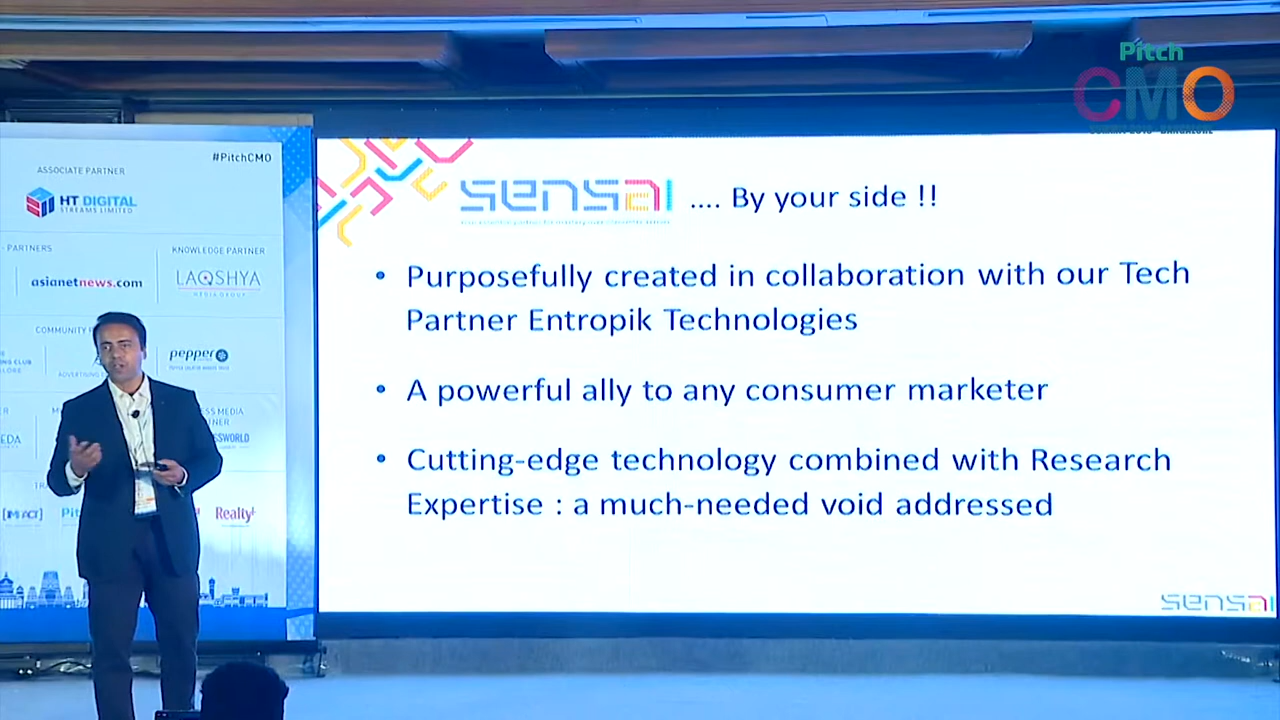 Pitch
CMO
#PitchCMO
ASSOCIATE PARTNER
HT DIGITAL
STREAMS LIMITED
PARTNERS
KNOWLEDGE PARTNER
asianetnews.com
LAQSHYA
MEDIA GROUP
COMMUNITY
pepper
Realty+
sensai .... By your side !!
• Purposefully created in collaboration with our Tech
Partner Entropik Technologies
• A powerful ally to any consumer marketer
• Cutting-edge technology combined with Research
Expertise : a much-needed void addressed
sensai